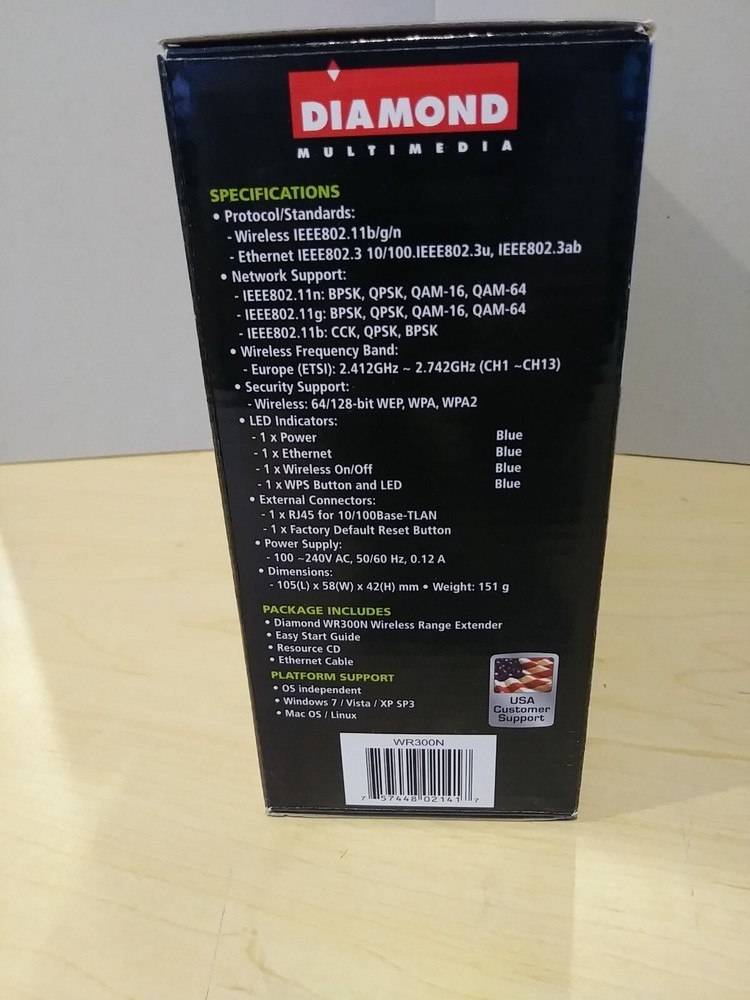 DIAMOND
MULTIMEDIA
SPECIFICATIONS
• Protocol/Standards:
- Wireless IEEE802.11b/g/n
- Ethernet IEEE802.3 10/100.IEEE802.3u, IEEE802.3ab
• Network Support:
- IEEE802.11n: BPSK, QPSK, QAM-16, QAM-64
- IEEE802.11g: BPSK, QPSK, QAM-16, QAM-64
- IEEE802.11b: CCK, QPSK, BPSK
• Wireless Frequency Band:
- Europe (ETSI): 2.412GHz ~ 2.742GHz (CH1 ~CH13)
• Security Support:
- Wireless: 64/128-bit WEP, WPA, WPA2
• LED Indicators:
- 1 x Power Blue
- 1 x Ethernet Blue
- 1 x Wireless On/Off Blue
- 1 x WPS Button and LED Blue
• External Connectors:
- 1 x RJ45 for 10/100Base-TLAN
- 1 x Factory Default Reset Button
• Power Supply:
- 100 ~240V AC, 50/60 Hz, 0.12 A
• Dimensions:
- 105(L) x 58(W) x 42(H) mm • Weight: 151 g
PACKAGE INCLUDES
• Diamond WR300N Wireless Range Extender
• Easy Start Guide
• Resource CD
• Ethernet Cable
PLATFORM SUPPORT
• OS independent
• Windows 7 / Vista / XP SP3
• Mac OS / Linux
USA
Customer
Support
WR300N
7 57448 02141 7